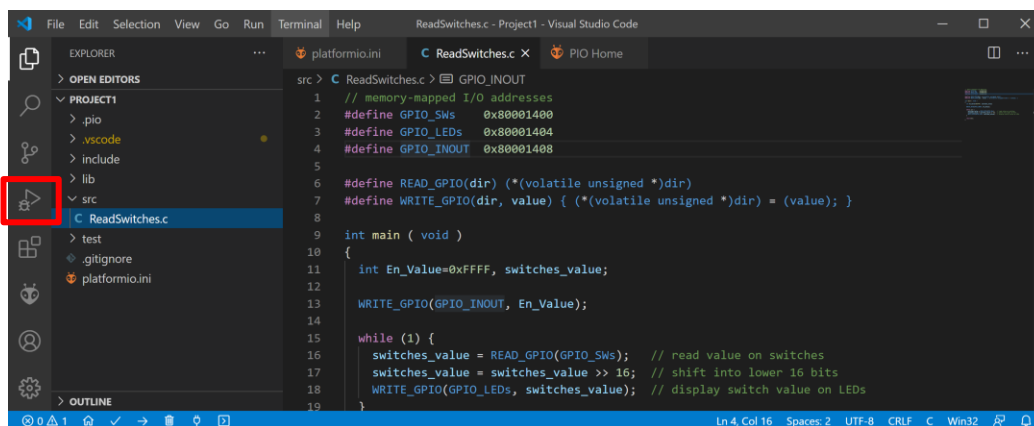 File Edit Selection View Go Run Terminal Help ReadSwitches.c - Project1 - Visual Studio Code
EXPLORER
OPEN EDITORS
PROJECT1
.pio
.vscode
include
lib
src
C ReadSwitches.c
test
.gitignore
platformio.ini
OUTLINE
platformio.ini C ReadSwitches.c PIO Home
src > C ReadSwitches.c > GPIO_INOUT
1 // memory-mapped I/O addresses
2 #define GPIO_SWs 0x80001400
3 #define GPIO_LEDs 0x80001404
4 #define GPIO_INOUT 0x80001408
5
6 #define READ_GPIO(dir) (*(volatile unsigned *)dir)
7 #define WRITE_GPIO(dir, value) { (*(volatile unsigned *)dir) = (value); }
8
9 int main ( void )
10 {
11 int En_Value=0xFFFF, switches_value;
12
13 WRITE_GPIO(GPIO_INOUT, En_Value);
14
15 while (1) {
16 switches_value = READ_GPIO(GPIO_SWs); // read value on switches
17 switches_value = switches_value >> 16; // shift into lower 16 bits
18 WRITE_GPIO(GPIO_LEDs, switches_value); // display switch value on LEDs
19 }
0 1 Ln 4, Col 16 Spaces: 2 UTF-8 CRLF C Win32